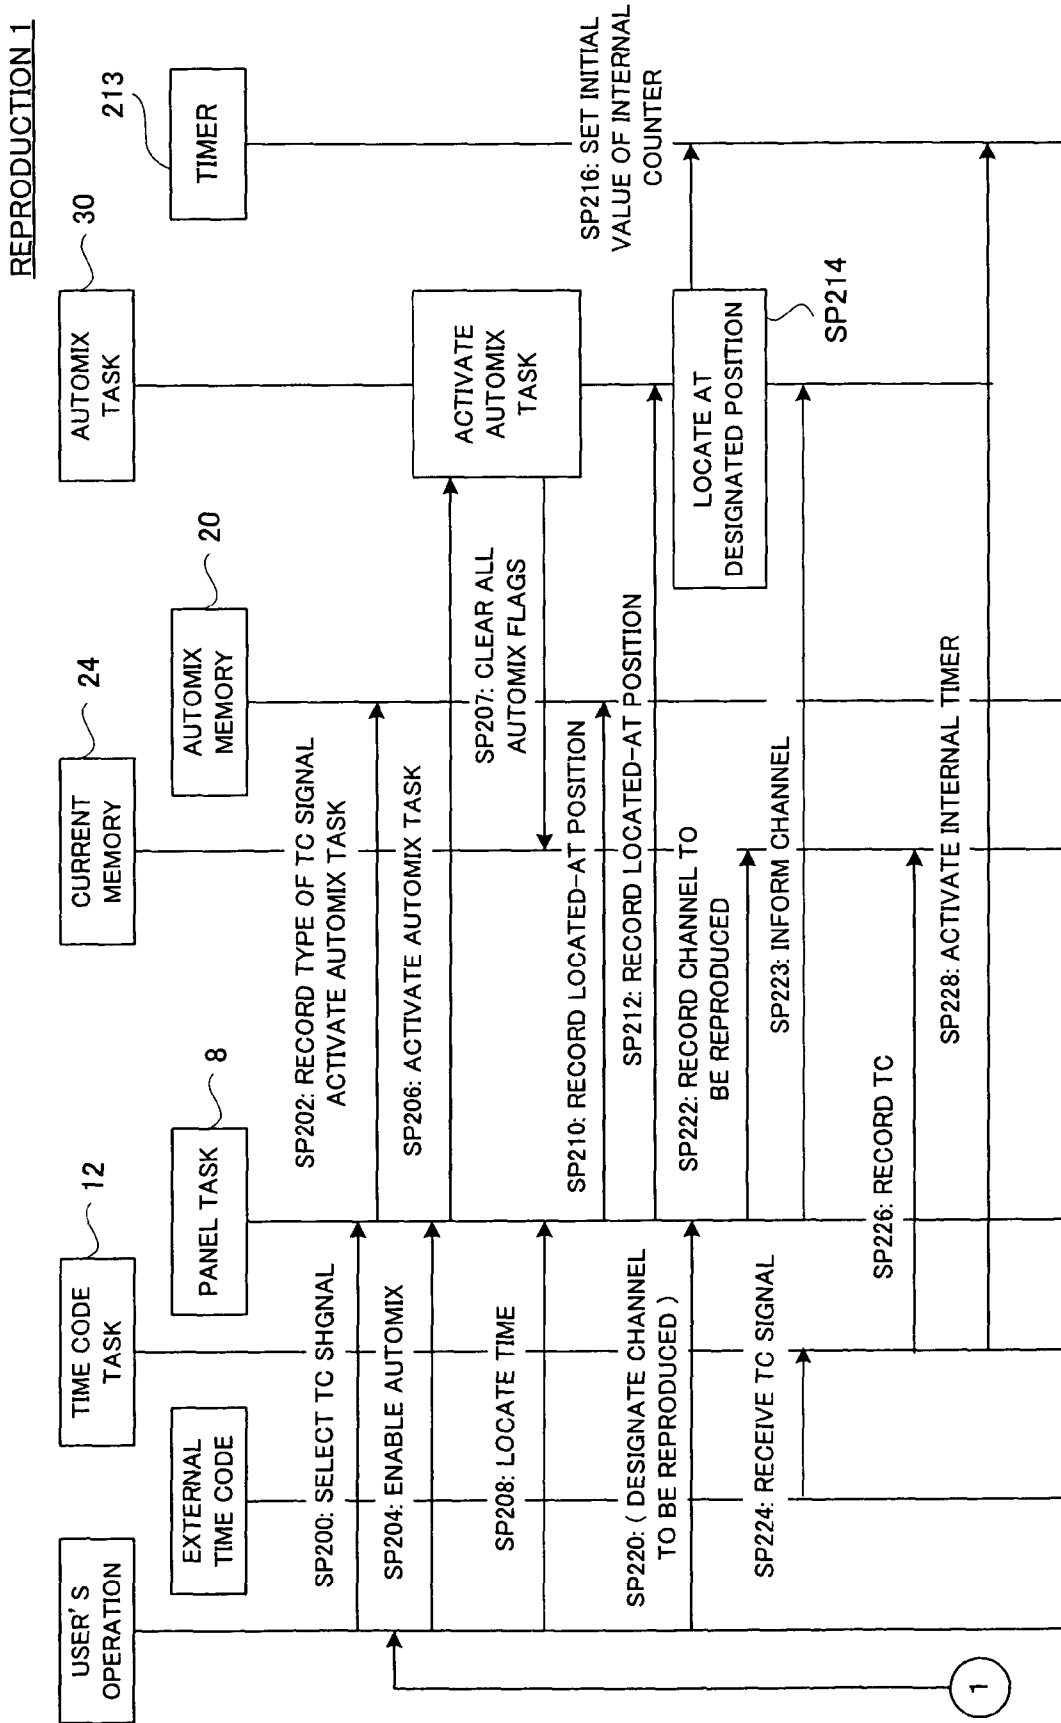 REPRODUCTION 1
USER'S
OPERATION
EXTERNAL
TIME CODE
TIME CODE
TASK
12
PANEL TASK
8
CURRENT
MEMORY
24
AUTOMIX
MEMORY
20
AUTOMIX
TASK
30
TIMER
213
SP200: SELECT TC SHGNAL
SP202: RECORD TYPE OF TC SIGNAL
ACTIVATE AUTOMIX TASK
SP204: ENABLE AUTOMIX
SP206: ACTIVATE AUTOMIX TASK
ACTIVATE
AUTOMIX
TASK
SP207: CLEAR ALL
AUTOMIX FLAGS
SP208: LOCATE TIME
SP210: RECORD LOCATED-AT POSITION
SP212: RECORD LOCATED-AT POSITION
LOCATE AT
DESIGNATED POSITION
SP214
SP216: SET INITIAL
VALUE OF INTERNAL
COUNTER
SP220: ( DESIGNATE CHANNEL
TO BE REPRODUCED )
SP222: RECORD CHANNEL TO
BE REPRODUCED
SP223: INFORM CHANNEL
SP224: RECEIVE TC SIGNAL
SP226: RECORD TC
SP228: ACTIVATE INTERNAL TIMER
1